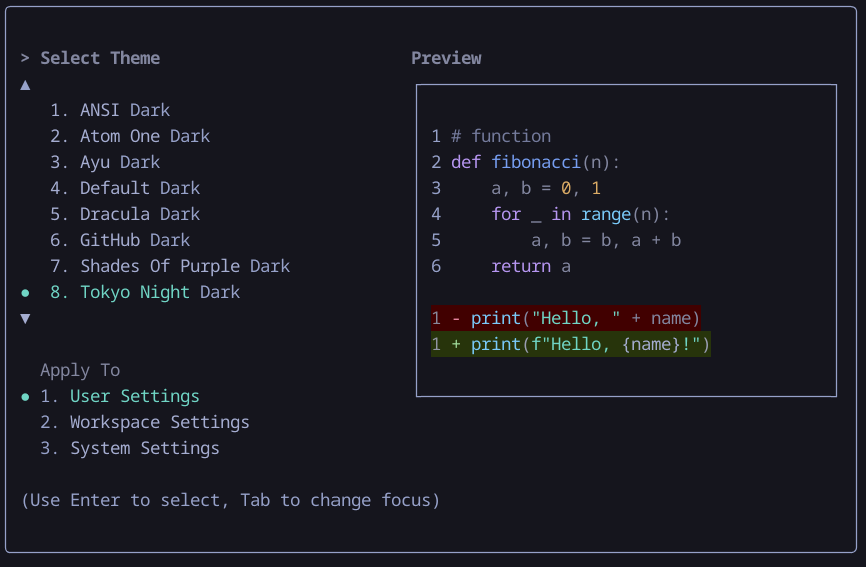 > Select Theme
▲
1. ANSI Dark
2. Atom One Dark
3. Ayu Dark
4. Default Dark
5. Dracula Dark
6. GitHub Dark
7. Shades Of Purple Dark
● 8. Tokyo Night Dark
▼
Apply To
● 1. User Settings
2. Workspace Settings
3. System Settings
(Use Enter to select, Tab to change focus)
Preview
1 # function
2 def fibonacci(n):
3     a, b = 0, 1
4     for _ in range(n):
5         a, b = b, a + b
6     return a
1 - print("Hello, " + name)
1 + print(f"Hello, {name}!")